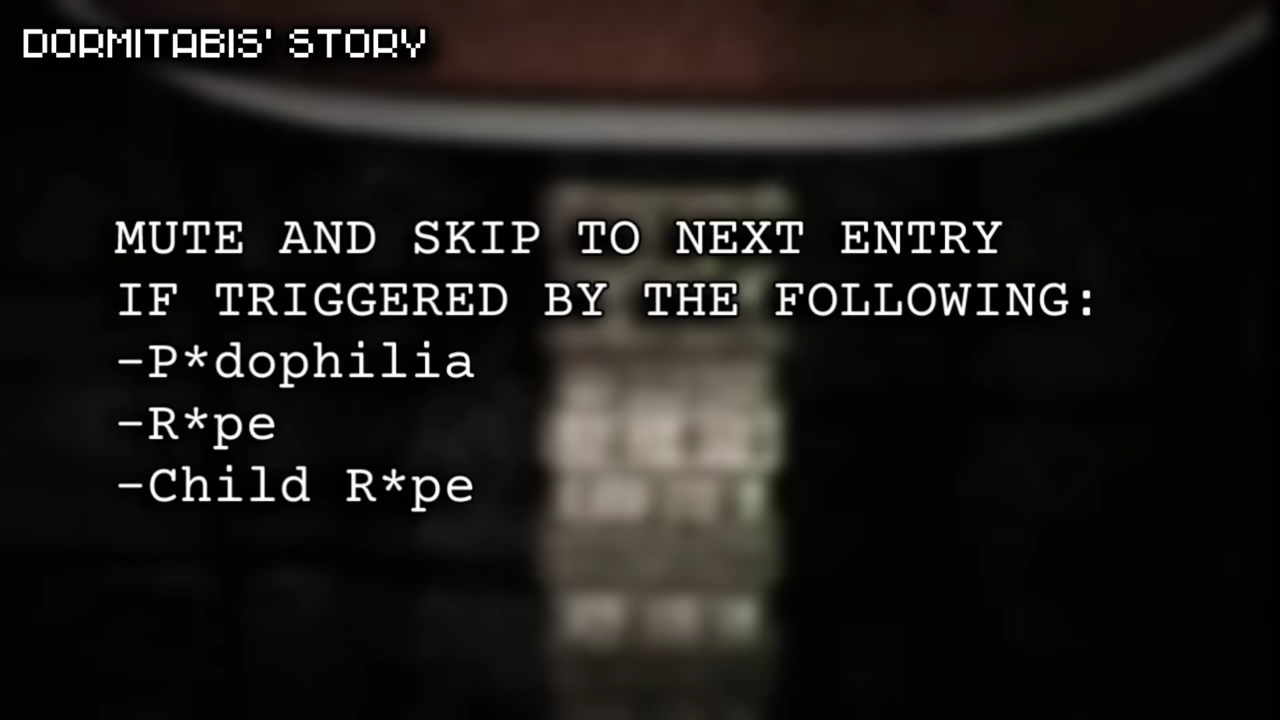 DORMITABIS' STORY
MUTE AND SKIP TO NEXT ENTRY
IF TRIGGERED BY THE FOLLOWING:
-P*dophilia
-R*pe
-Child R*pe